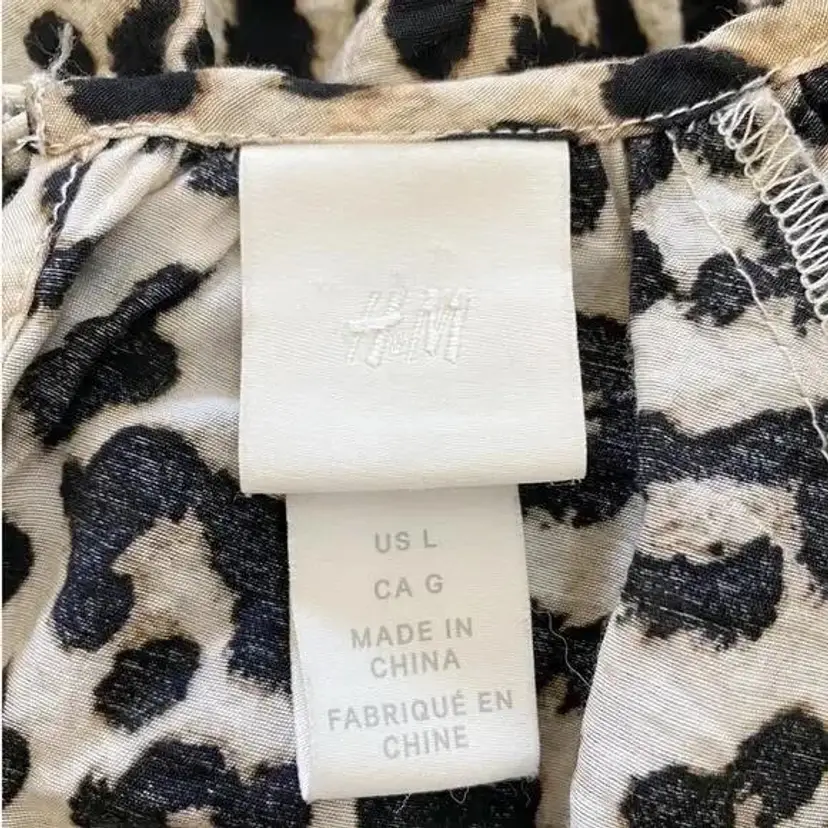 H&M
US L
CA G
MADE IN
CHINA
FABRIQUÉ EN
CHINE